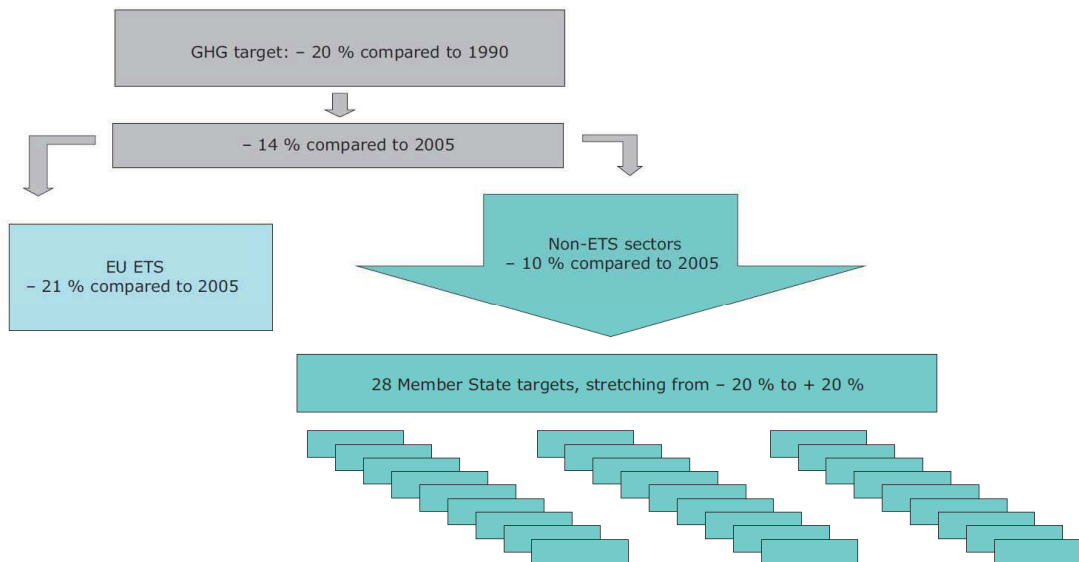 GHG target: – 20 % compared to 1990
– 14 % compared to 2005
EU ETS
– 21 % compared to 2005
Non-ETS sectors
– 10 % compared to 2005
28 Member State targets, stretching from – 20 % to + 20 %